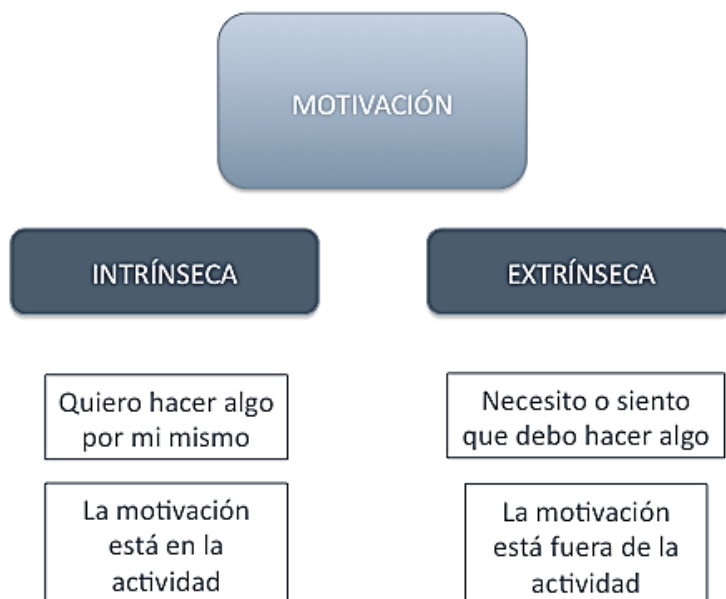 MOTIVACIÓN
INTRÍNSECA
Quiero hacer algo
por mi mismo
La motivación
está en la
actividad
EXTRÍNSECA
Necesito o siento
que debo hacer algo
La motivación
está fuera de la
actividad